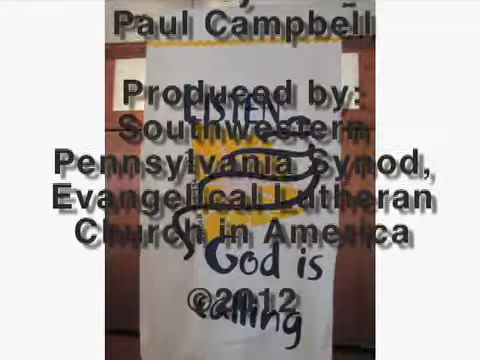 Paul Campbell
Produced by:
LISTEN
Southwestern
Pennsylvania Synod,
Evangelical Lutheran
Church in America
God is
©2012
calling